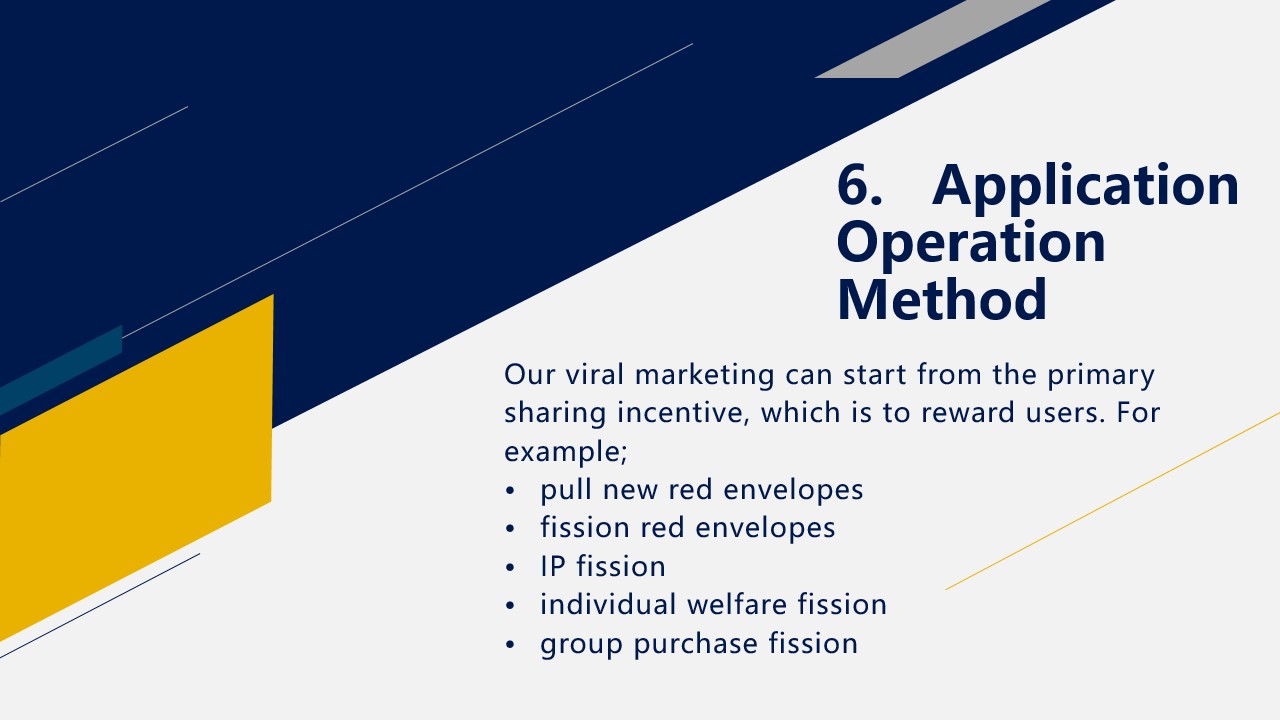 6. Application
Operation
Method
Our viral marketing can start from the primary
sharing incentive, which is to reward users. For
example;
• pull new red envelopes
• fission red envelopes
• IP fission
• individual welfare fission
• group purchase fission